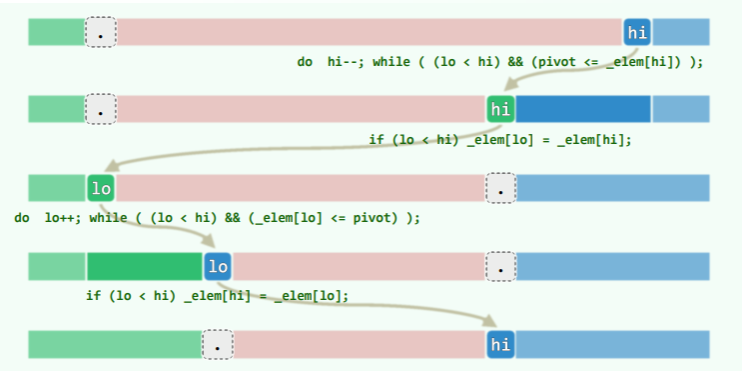 . hi
do hi--; while ( (lo < hi) && (pivot <= _elem[hi]) );
. hi
if (lo < hi) _elem[lo] = _elem[hi];
lo .
do lo++; while ( (lo < hi) && (_elem[lo] <= pivot) );
lo .
if (lo < hi) _elem[hi] = _elem[lo];
. hi